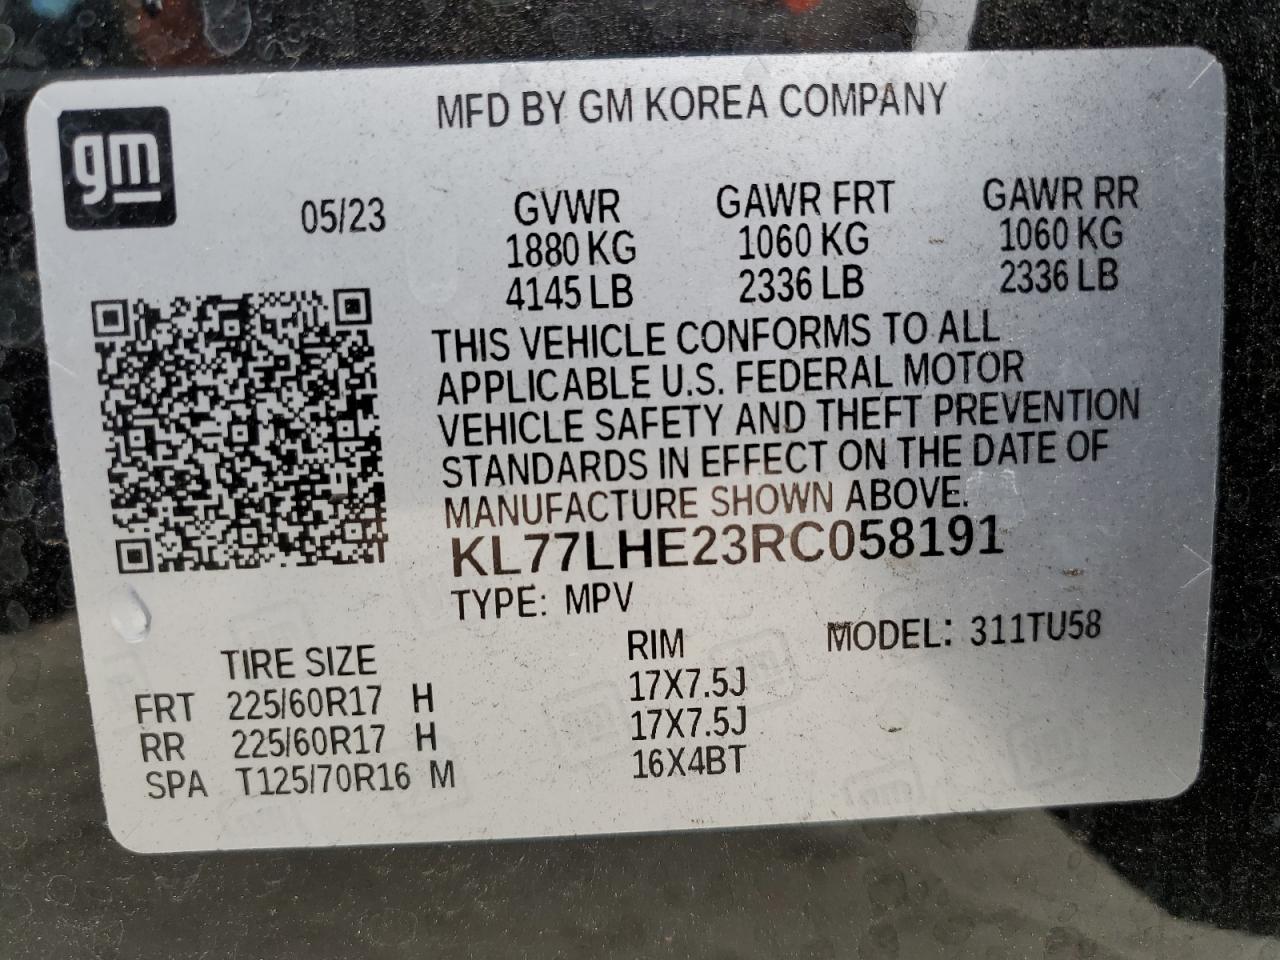 MFD BY GM KOREA COMPANY
gm
05/23
GVWR GAWR FRT GAWR RR
1880 KG 1060 KG 1060 KG
4145 LB 2336 LB 2336 LB
THIS VEHICLE CONFORMS TO ALL
APPLICABLE U.S. FEDERAL MOTOR
VEHICLE SAFETY AND THEFT PREVENTION
STANDARDS IN EFFECT ON THE DATE OF
MANUFACTURE SHOWN ABOVE.
KL77LHE23RC058191
TYPE: MPV
TIRE SIZE RIM MODEL: 311TU58
FRT 225/60R17 H 17X7.5J
RR 225/60R17 H 17X7.5J
SPA T125/70R16 M 16X4BT